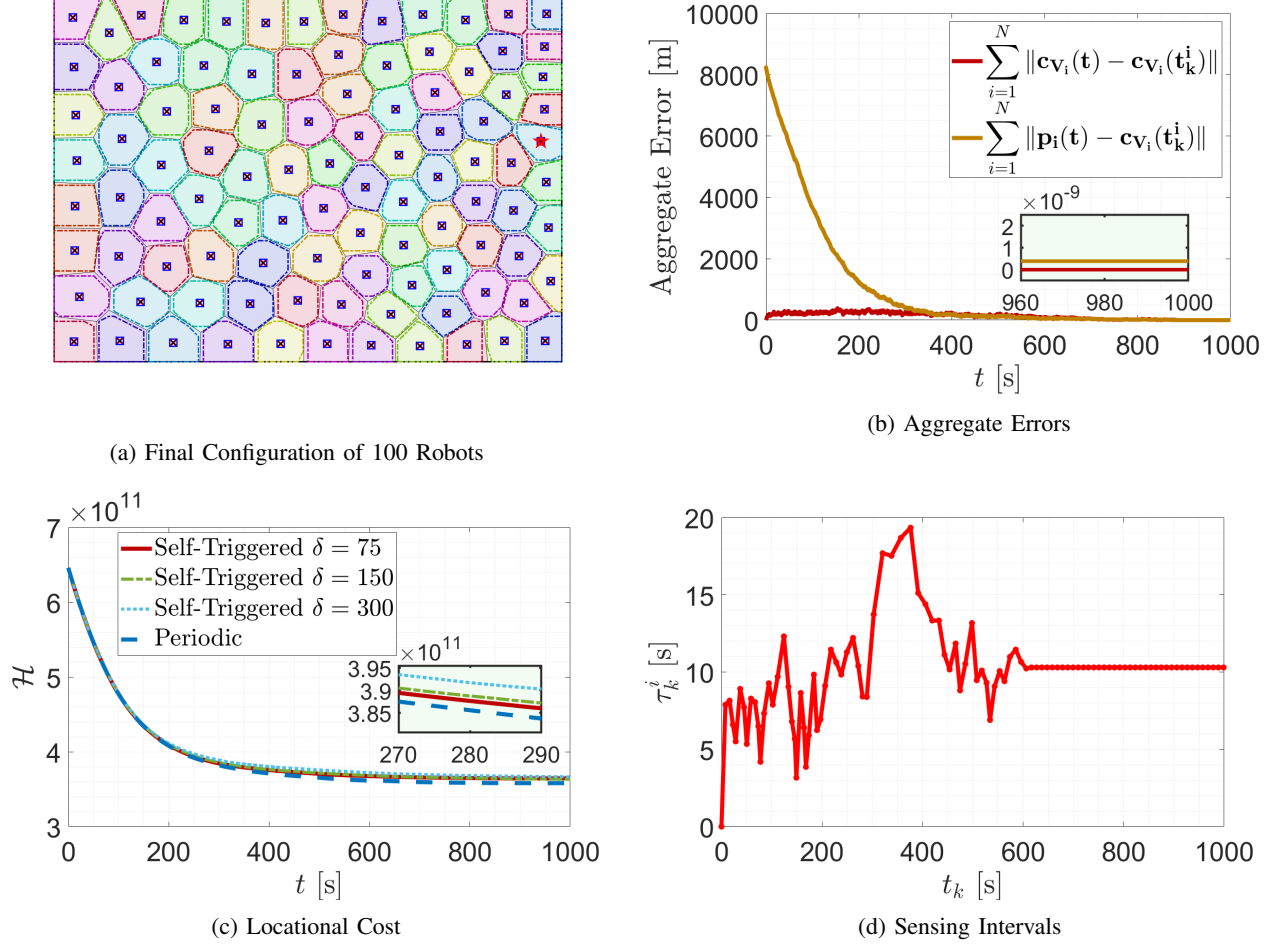 10000
8000
6000
4000
2000
0
Aggregate Error [m]
∑_{i=1}^{N} ‖c_{V_i}(t) − c_{V_i}(t_k^i)‖
∑_{i=1}^{N} ‖p_i(t) − c_{V_i}(t_k^i)‖
×10^-9
2
1
0
960 980 1000
0 200 400 600 800 1000
t [s]
(b) Aggregate Errors
(a) Final Configuration of 100 Robots
×10^11
7
6
5
4
3
H
Self-Triggered δ = 75
Self-Triggered δ = 150
Self-Triggered δ = 300
Periodic
×10^11
3.95
3.9
3.85
270 280 290
0 200 400 600 800 1000
t [s]
(c) Locational Cost
20
15
10
5
0
τ_k^i [s]
0 200 400 600 800 1000
t_k [s]
(d) Sensing Intervals